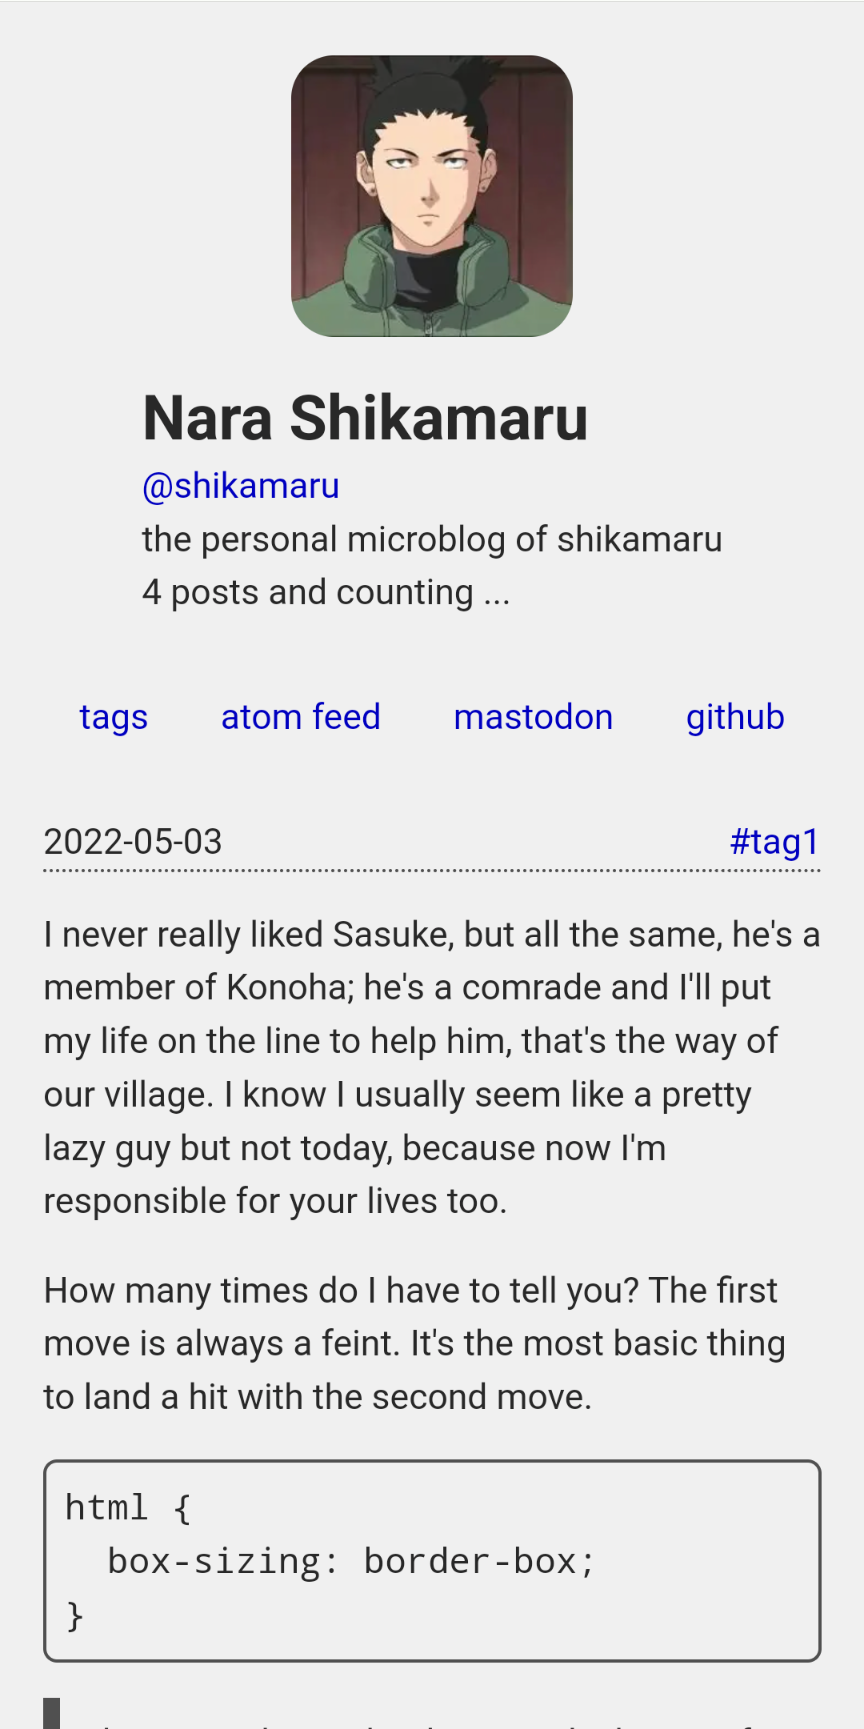 Nara Shikamaru
@shikamaru
the personal microblog of shikamaru
4 posts and counting ...
tags atom feed mastodon github
2022-05-03 #tag1
I never really liked Sasuke, but all the same, he's a
member of Konoha; he's a comrade and I'll put
my life on the line to help him, that's the way of
our village. I know I usually seem like a pretty
lazy guy but not today, because now I'm
responsible for your lives too.
How many times do I have to tell you? The first
move is always a feint. It's the most basic thing
to land a hit with the second move.
html {
  box-sizing: border-box;
}